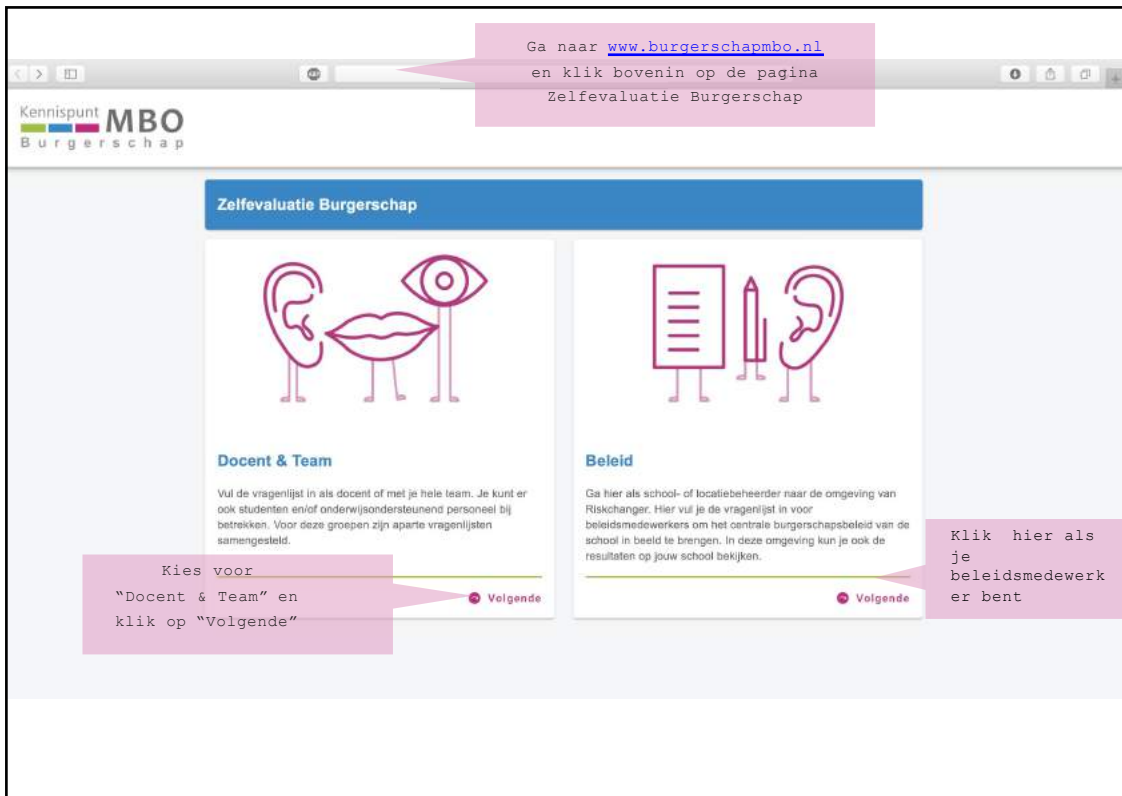 Ga naar www.burgerschapmbo.nl
en klik bovenin op de pagina
Zelfevaluatie Burgerschap
Kennispunt
MBO
Burgerschap
Zelfevaluatie Burgerschap
Docent & Team
Vul de vragenlijst in als docent of met je hele team. Je kunt er
ook studenten en/of onderwijsondersteunend personeel bij
betrekken. Voor deze groepen zijn aparte vragenlijsten
samengesteld.
Kies voor
“Docent & Team” en
klik op “Volgende”
Volgende
Beleid
Ga hier als school- of locatiebeheerder naar de omgeving van
Riskchanger. Hier vul je de vragenlijst in voor
beleidsmedewerkers om het centrale burgerschapsbeleid van de
school in beeld te brengen. In deze omgeving kun je ook de
resultaten op jouw school bekijken.
Volgende
Klik hier als
je
beleidsmedewerk
er bent